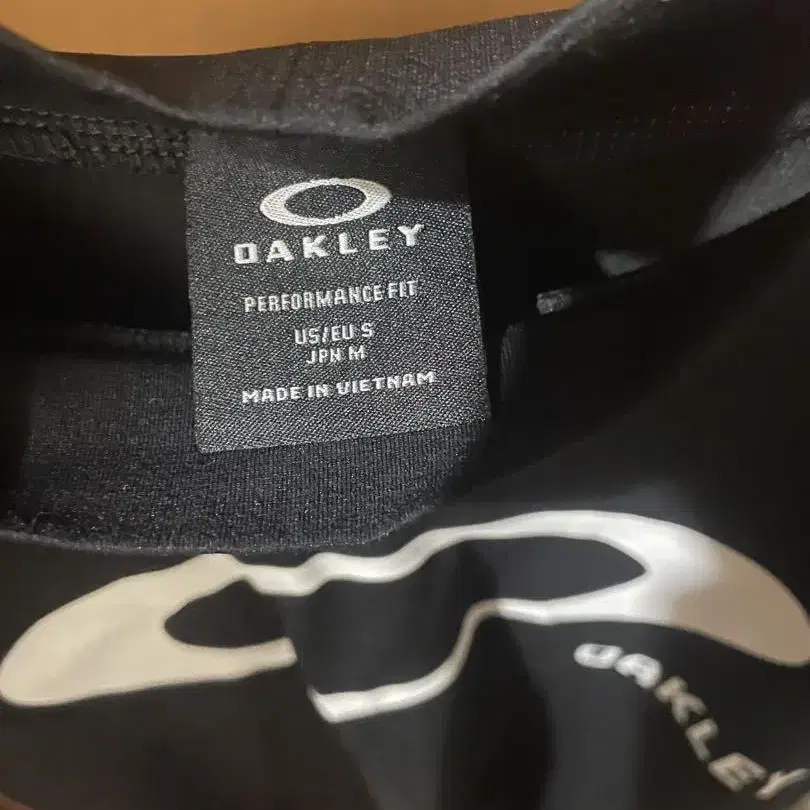 OAKLEY
PERFORMANCE FIT
US/EU S
JPN M
MADE IN VIETNAM
OAKLEY